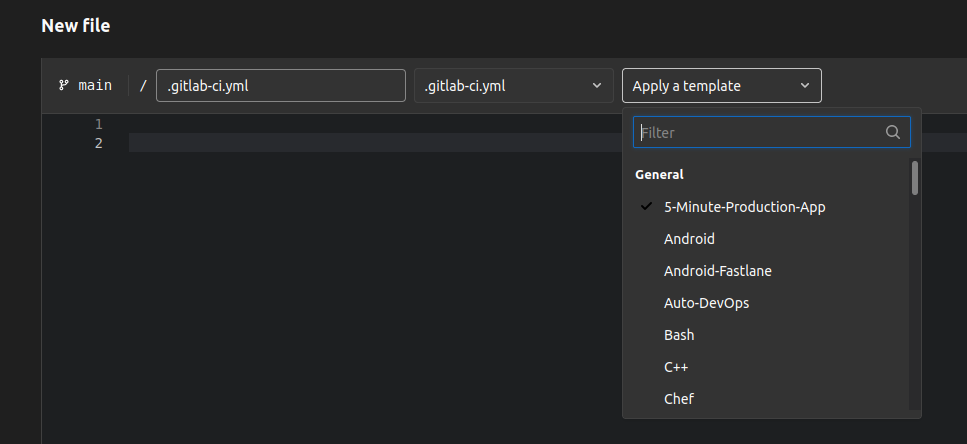 New file
main / .gitlab-ci.yml .gitlab-ci.yml Apply a template
1
2
Filter
General
5-Minute-Production-App
Android
Android-Fastlane
Auto-DevOps
Bash
C++
Chef